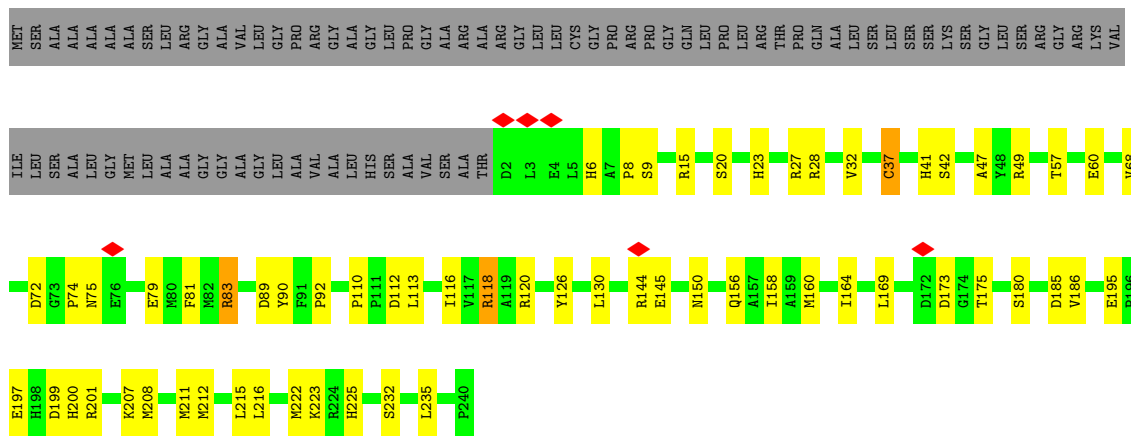 MET SER ALA ALA ALA ALA ALA SER LEU ARG GLY ALA VAL LEU GLY PRO ARG GLY ALA GLY LEU PRO GLY ALA ARG ALA ARG GLY LEU LEU CYS GLY PRO ARG PRO GLY GLN LEU PRO LEU ARG THR PRO GLN ALA LEU SER LEU SER SER LYS SER GLY LEU SER ARG GLY ARG LYS VAL
ILE LEU SER ALA LEU GLY MET LEU ALA ALA GLY GLY ALA GLY LEU ALA VAL ALA LEU HIS SER ALA VAL SER ALA THR D2 L3 E4 L5 H6 A7 P8 S9 R15 S20 H23 R27 R28 V32 C37 H41 S42 A47 Y48 R49 T57 E60 V68
D72 G73 P74 N75 E76 E79 M80 F81 M82 R83 D89 Y90 F91 P92 P110 P111 D112 L113 I116 V117 R118 A119 R120 Y126 L130 R144 E145 N150 Q156 A157 I158 A159 M160 I164 L169 D172 D173 G174 T175 S180 D185 V186 E195
E197 H198 D199 H200 R201 K207 M208 M211 M212 L215 L216 M222 K223 R224 H225 S232 L235 P240